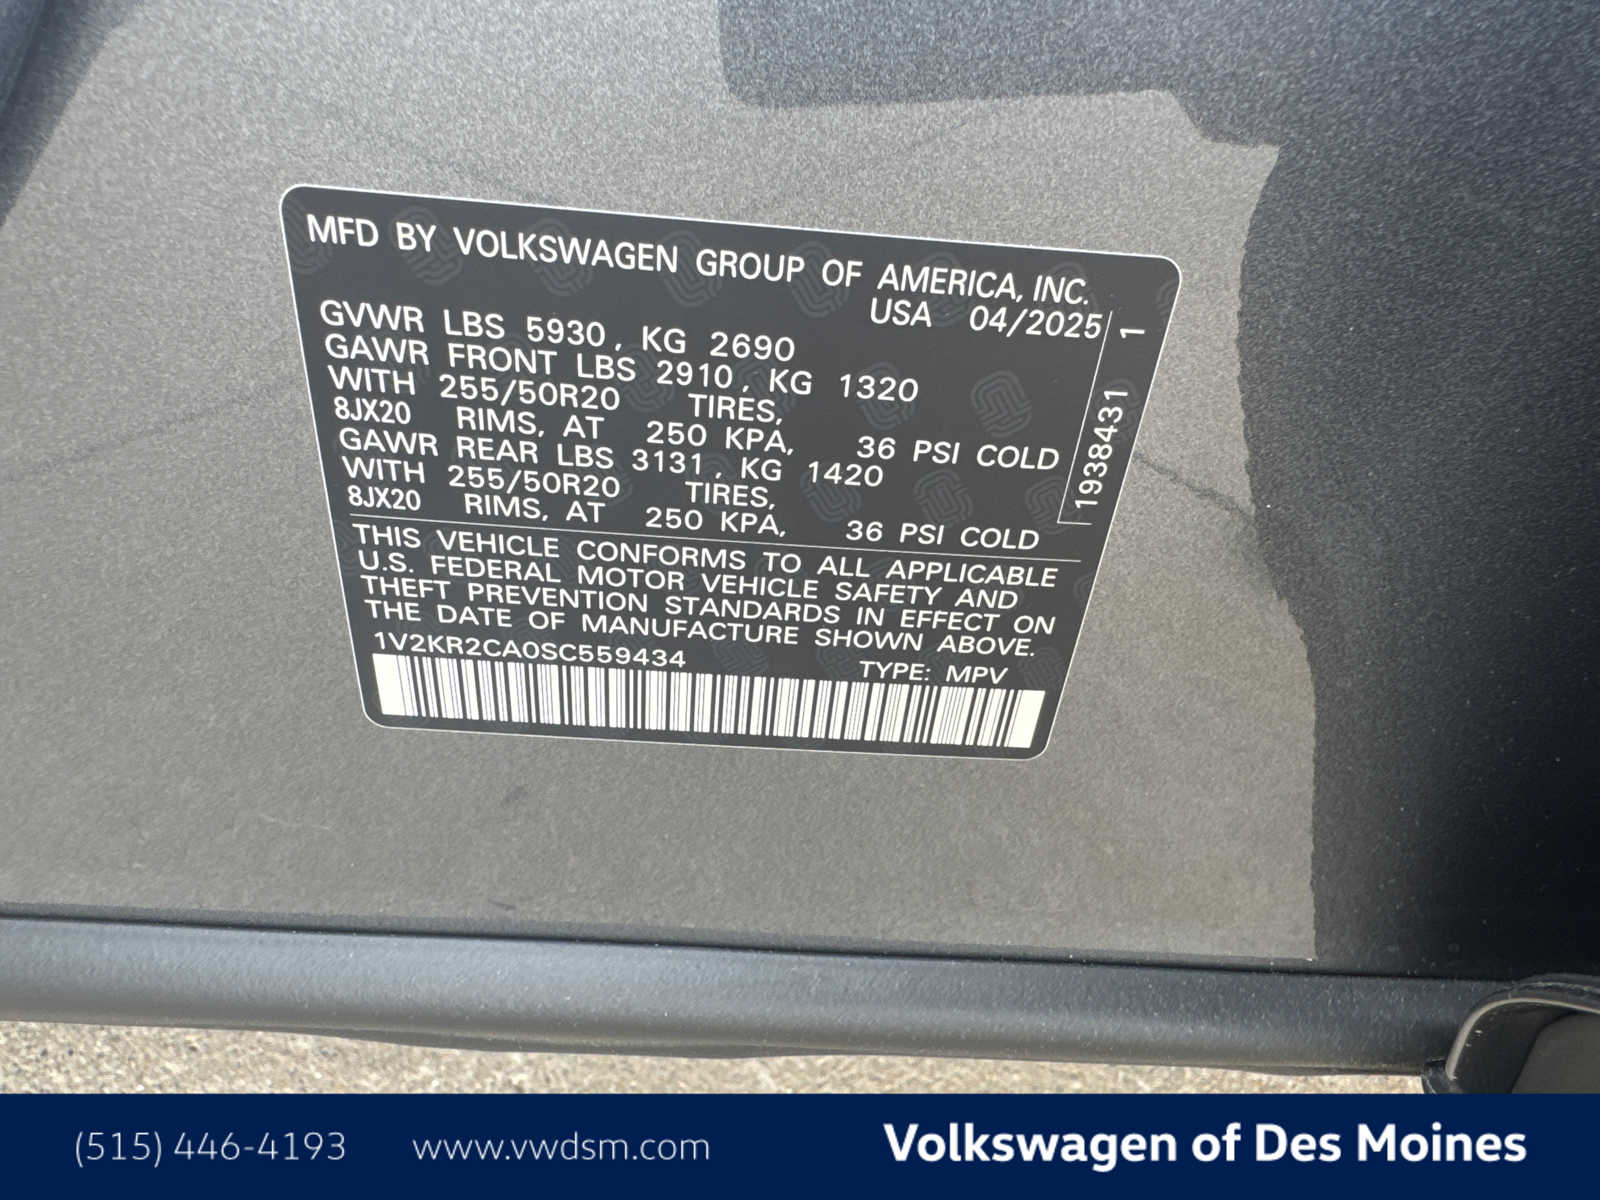 MFD BY VOLKSWAGEN GROUP OF AMERICA, INC.
USA 04/2025
GVWR LBS 5930, KG 2690
GAWR FRONT LBS 2910, KG 1320
WITH 255/50R20 TIRES,
8JX20 RIMS, AT 250 KPA, 36 PSI COLD
GAWR REAR LBS 3131, KG 1420
WITH 255/50R20 TIRES,
8JX20 RIMS, AT 250 KPA, 36 PSI COLD
1938431 1
THIS VEHICLE CONFORMS TO ALL APPLICABLE
U.S. FEDERAL MOTOR VEHICLE SAFETY AND
THEFT PREVENTION STANDARDS IN EFFECT ON
THE DATE OF MANUFACTURE SHOWN ABOVE.
1V2KR2CA0SC559434 TYPE: MPV
(515) 446-4193 www.vwdsm.com Volkswagen of Des Moines